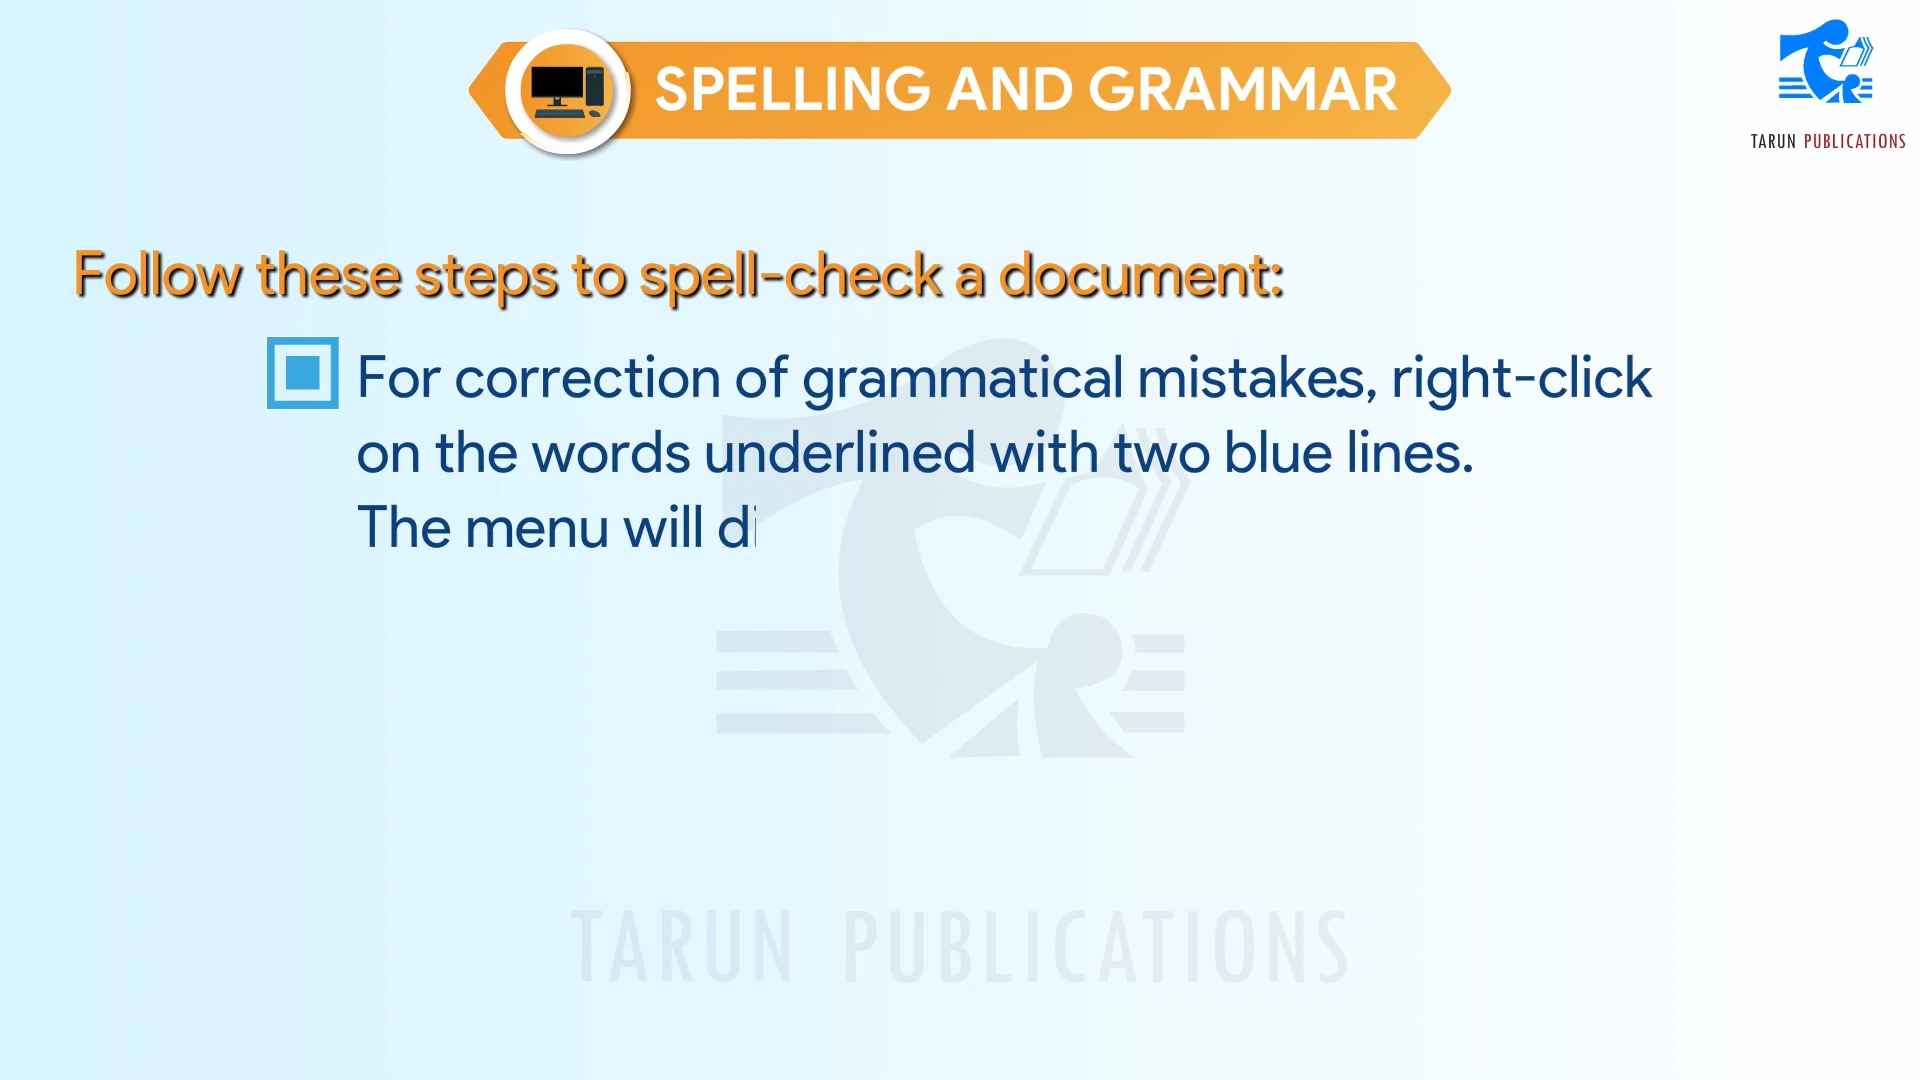 SPELLING AND GRAMMAR
TARUN PUBLICATIONS
Follow these steps to spell-check a document:
For correction of grammatical mistakes, right-click
on the words underlined with two blue lines.
The menu will di
TARUN PUBLICATIONS